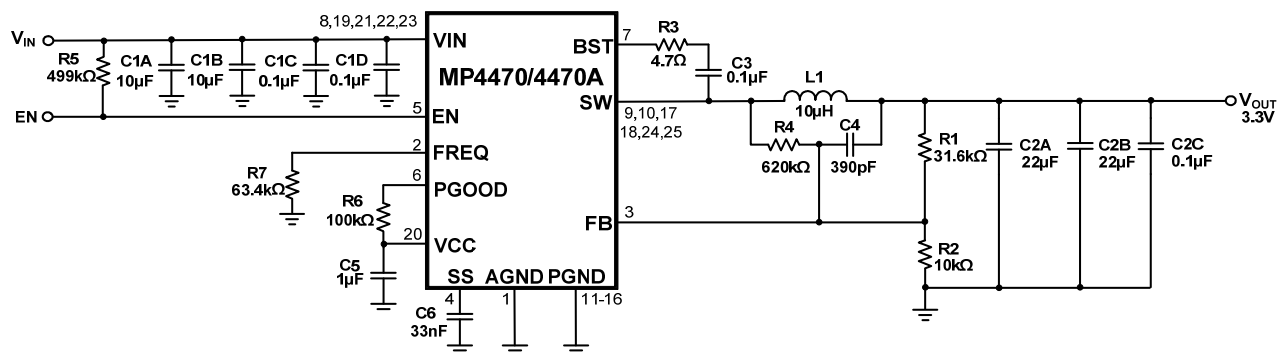 8,19,21,22,23
V_IN
R5
499kΩ
C1A
10µF
C1B
10µF
C1C
0.1µF
C1D
0.1µF
VIN
BST
7
R3
4.7Ω
C3
0.1µF
MP4470/4470A
SW
9,10,17
18,24,25
L1
10µH
R4
620kΩ
C4
390pF
R1
31.6kΩ
C2A
22µF
C2B
22µF
C2C
0.1µF
V_OUT
3.3V
EN
5
EN
2
FREQ
R7
63.4kΩ
6
PGOOD
R6
100kΩ
FB
3
20
VCC
R2
10kΩ
C5
1µF
SS
AGND
PGND
4
1
11-16
C6
33nF